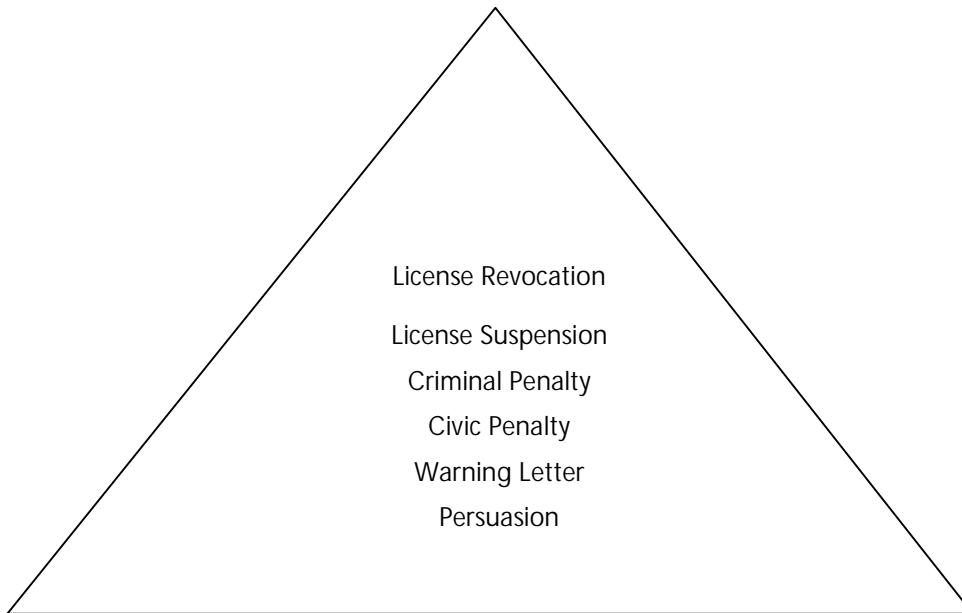 License Revocation
License Suspension
Criminal Penalty
Civic Penalty
Warning Letter
Persuasion